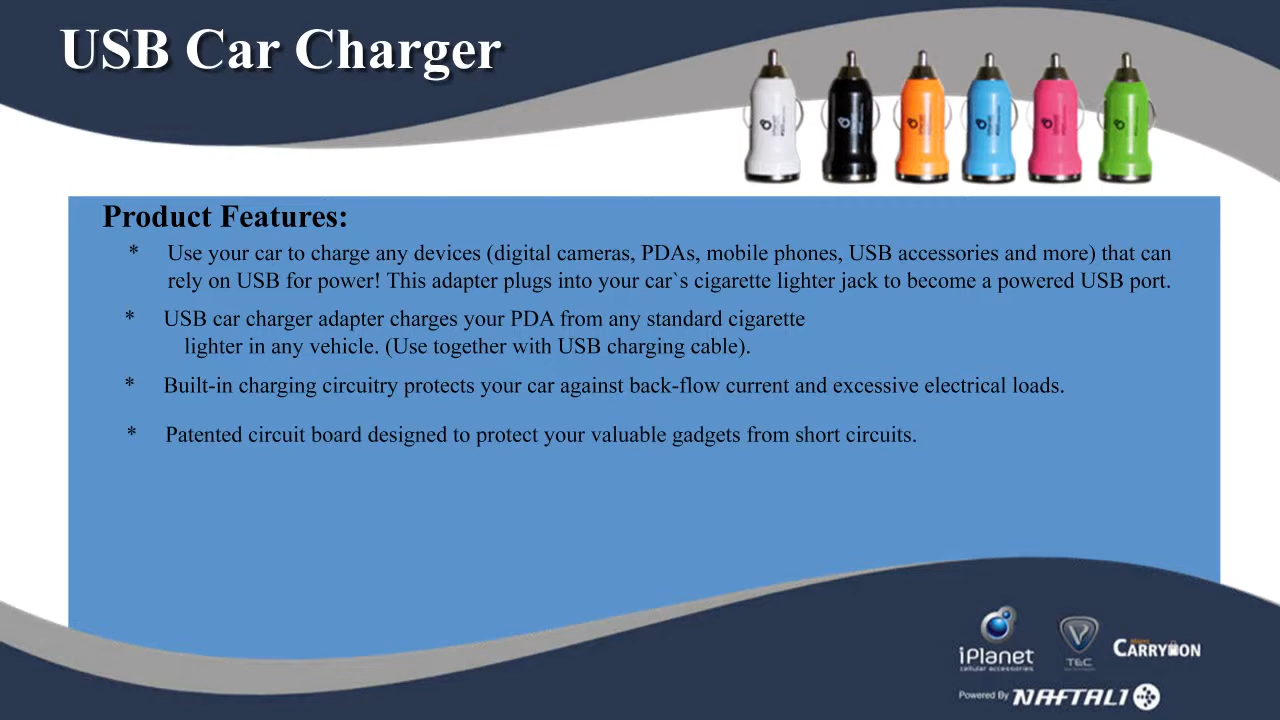 USB Car Charger
Product Features:
* Use your car to charge any devices (digital cameras, PDAs, mobile phones, USB accessories and more) that can
rely on USB for power! This adapter plugs into your car`s cigarette lighter jack to become a powered USB port.
* USB car charger adapter charges your PDA from any standard cigarette
lighter in any vehicle. (Use together with USB charging cable).
* Built-in charging circuitry protects your car against back-flow current and excessive electrical loads.
* Patented circuit board designed to protect your valuable gadgets from short circuits.
iPlanet
cellular accessories
T&C
CARRYON
Powered By NAFTALI